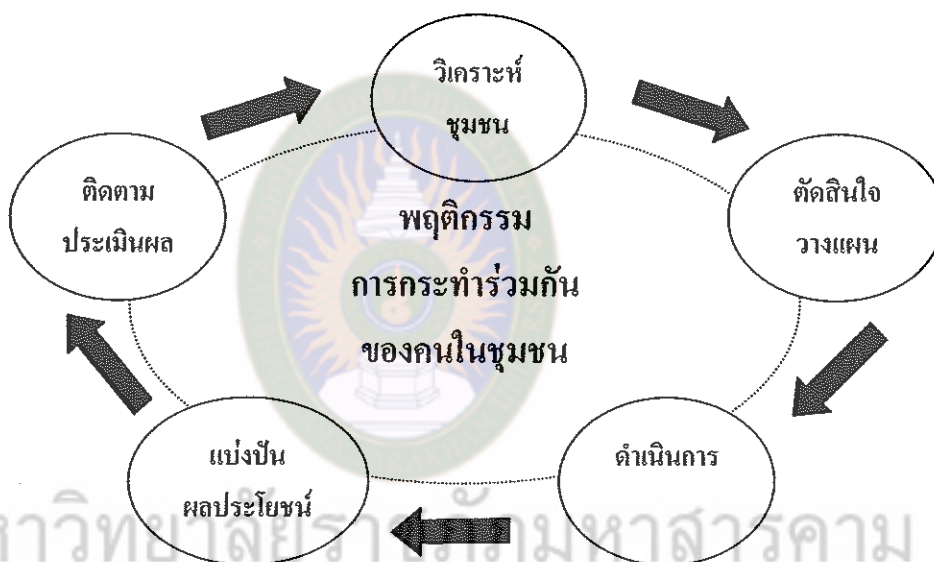 วิเคราะห์
ชุมชน
ตัดสินใจ
วางแผน
ดำเนินการ
แบ่งปัน
ผลประโยชน์
ติดตาม
ประเมินผล
พฤติกรรม
การกระทำร่วมกัน
ของคนในชุมชน